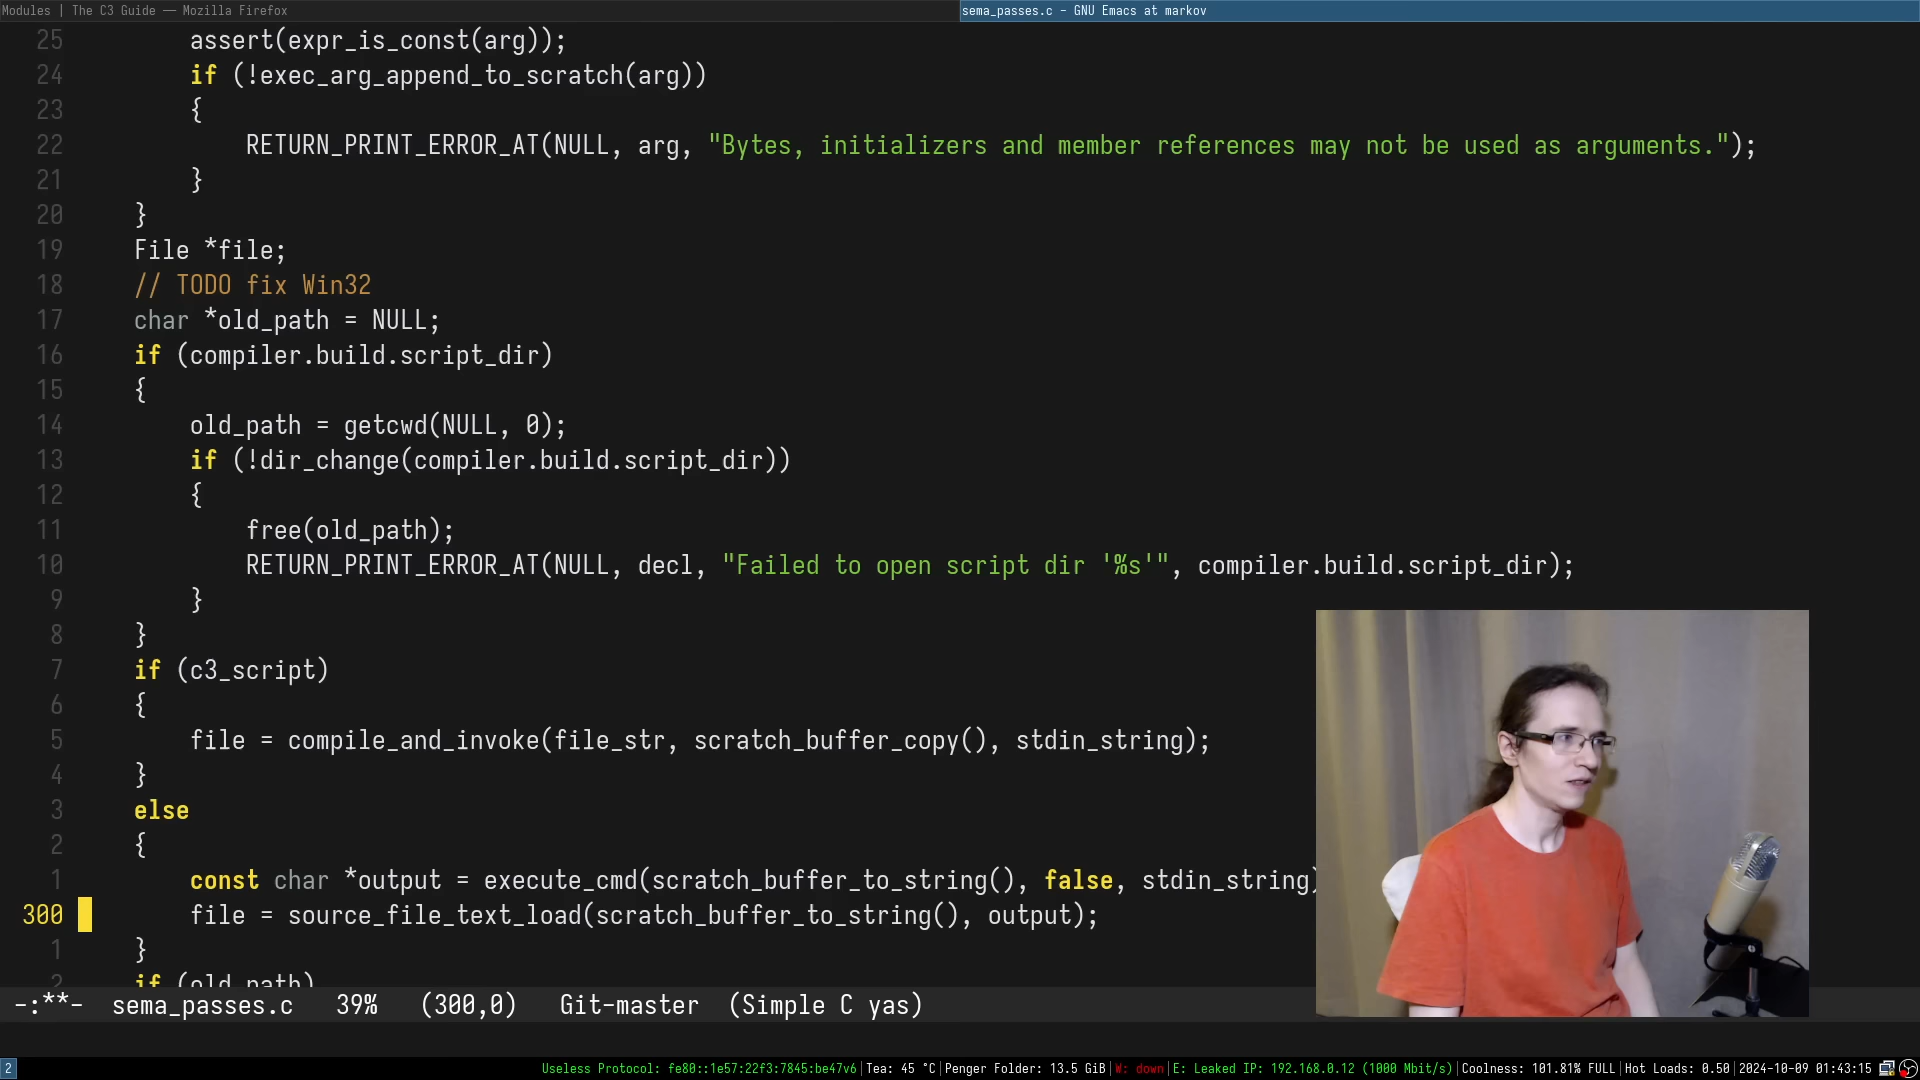 Modules | The C3 Guide — Mozilla Firefox
sema_passes.c - GNU Emacs at markov
25 assert(expr_is_const(arg));
24 if (!exec_arg_append_to_scratch(arg))
23 {
22 RETURN_PRINT_ERROR_AT(NULL, arg, "Bytes, initializers and member references may not be used as arguments.");
21 }
20 }
19 File *file;
18 // TODO fix Win32
17 char *old_path = NULL;
16 if (compiler.build.script_dir)
15 {
14 old_path = getcwd(NULL, 0);
13 if (!dir_change(compiler.build.script_dir))
12 {
11 free(old_path);
10 RETURN_PRINT_ERROR_AT(NULL, decl, "Failed to open script dir '%s'", compiler.build.script_dir);
9 }
8 }
7 if (c3_script)
6 {
5 file = compile_and_invoke(file_str, scratch_buffer_copy(), stdin_string);
4 }
3 else
2 {
1 const char *output = execute_cmd(scratch_buffer_to_string(), false, stdin_string)
300 file = source_file_text_load(scratch_buffer_to_string(), output);
1 }
2 if (old_path)
-:**- sema_passes.c 39% (300,0) Git-master (Simple C yas)
2 Useless Protocol: fe80::1e57:22f3:7845:be47v6 | Tea: 45 °C | Penger Folder: 13.5 GiB | W: down | E: Leaked IP: 192.168.0.12 (1000 Mbit/s) | Coolness: 101.81% FULL | Hot Loads: 0.50 | 2024-10-09 01:43:15